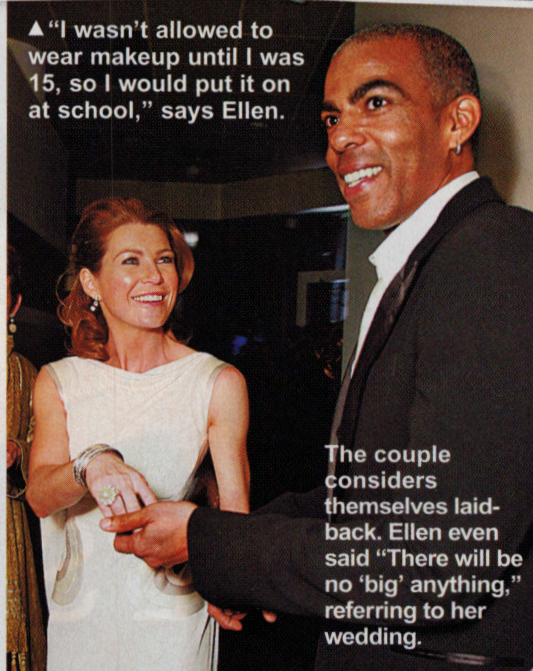 ▲“I wasn’t allowed to
wear makeup until I was
15, so I would put it on
at school,” says Ellen.
The couple
considers
themselves laid-
back. Ellen even
said “There will be
no ‘big’ anything,”
referring to her
wedding.